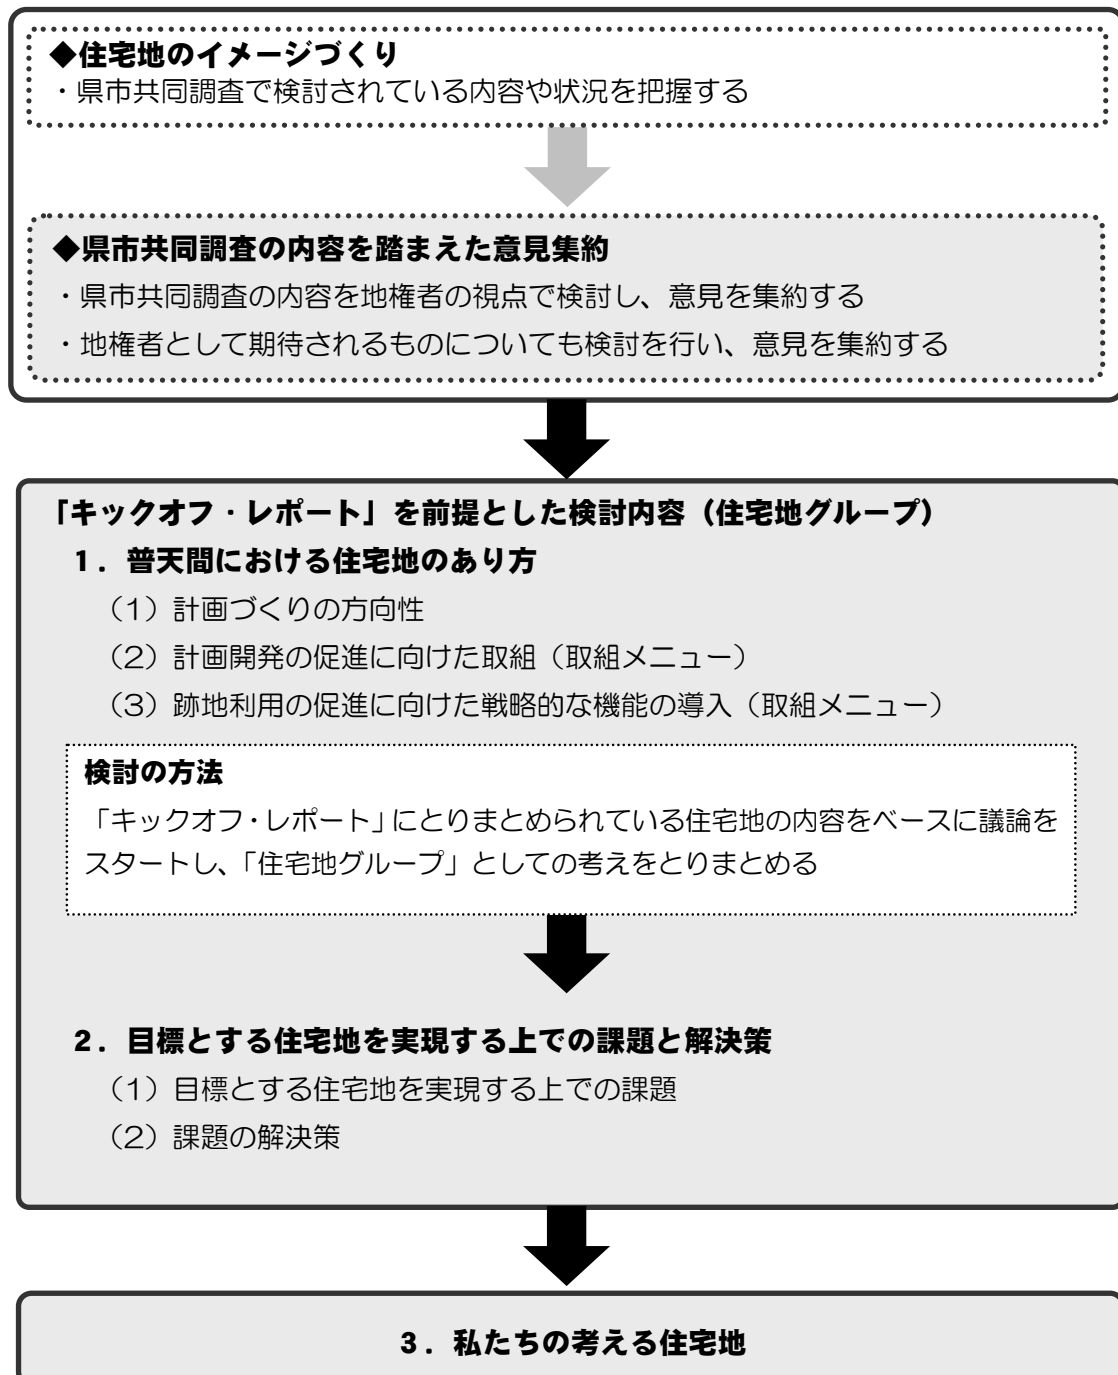 ◆住宅地のイメージづくり
・県市共同調査で検討されている内容や状況を把握する
◆県市共同調査の内容を踏まえた意見集約
・県市共同調査の内容を地権者の視点で検討し、意見を集約する
・地権者として期待されるものについても検討を行い、意見を集約する
「キックオフ・レポート」を前提とした検討内容（住宅地グループ）
1．普天間における住宅地のあり方
（1）計画づくりの方向性
（2）計画開発の促進に向けた取組（取組メニュー）
（3）跡地利用の促進に向けた戦略的な機能の導入（取組メニュー）
検討の方法
「キックオフ・レポート」にとりまとめられている住宅地の内容をベースに議論を
スタートし、「住宅地グループ」としての考えをとりまとめる
2．目標とする住宅地を実現する上での課題と解決策
（1）目標とする住宅地を実現する上での課題
（2）課題の解決策
3．私たちの考える住宅地